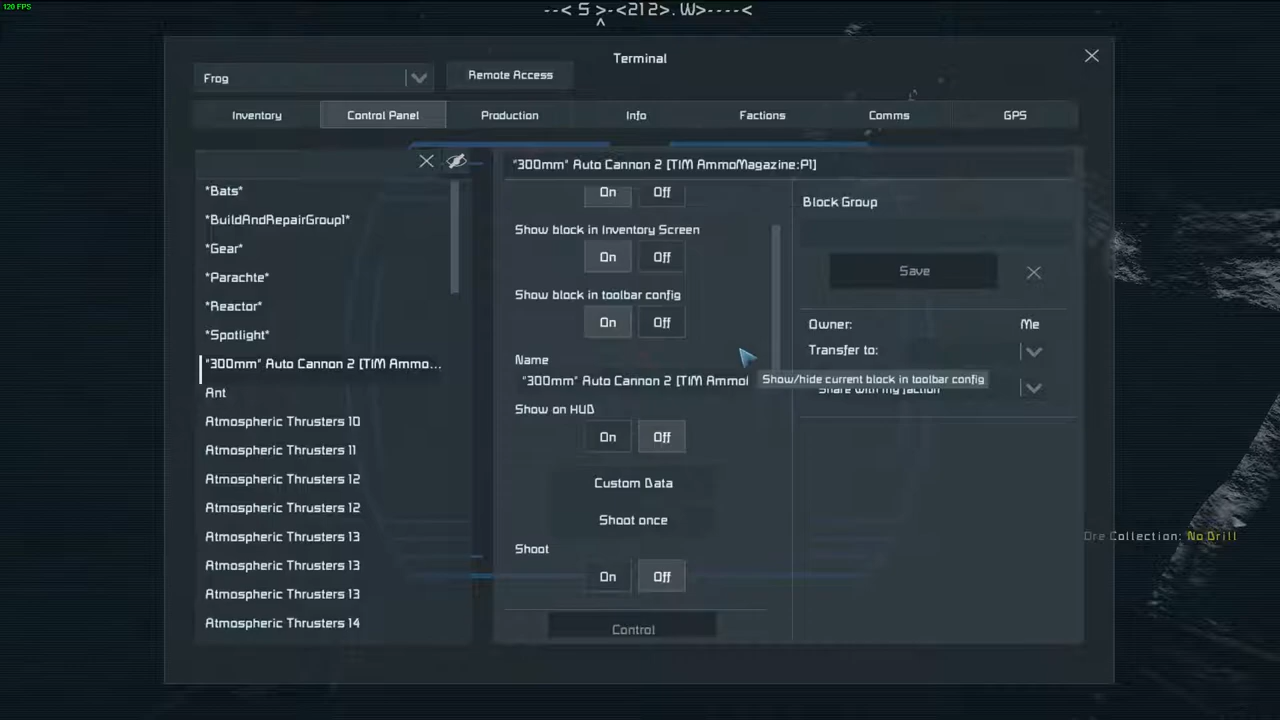 120 FPS
--< S >-<212>. W>----<
Terminal
Frog
Remote Access
Inventory
Control Panel
Production
Info
Factions
Comms
GPS
"300mm" Auto Cannon 2 [TIM AmmoMagazine:P1]
*Bats*
*BuildAndRepairGroup1*
*Gear*
*Parachte*
*Reactor*
*Spotlight*
"300mm" Auto Cannon 2 [TIM Ammo...
Ant
Atmospheric Thrusters 10
Atmospheric Thrusters 11
Atmospheric Thrusters 12
Atmospheric Thrusters 12
Atmospheric Thrusters 13
Atmospheric Thrusters 13
Atmospheric Thrusters 13
Atmospheric Thrusters 14
On Off
Show block in Inventory Screen
On Off
Show block in toolbar config
On Off
Name
"300mm" Auto Cannon 2 [TIM Ammo
Show on HUD
On Off
Custom Data
Shoot once
Shoot
On Off
Control
Block Group
Save
Owner: Me
Transfer to:
Show/hide current block in toolbar config
Share with my faction
Ore Collection: No Drill